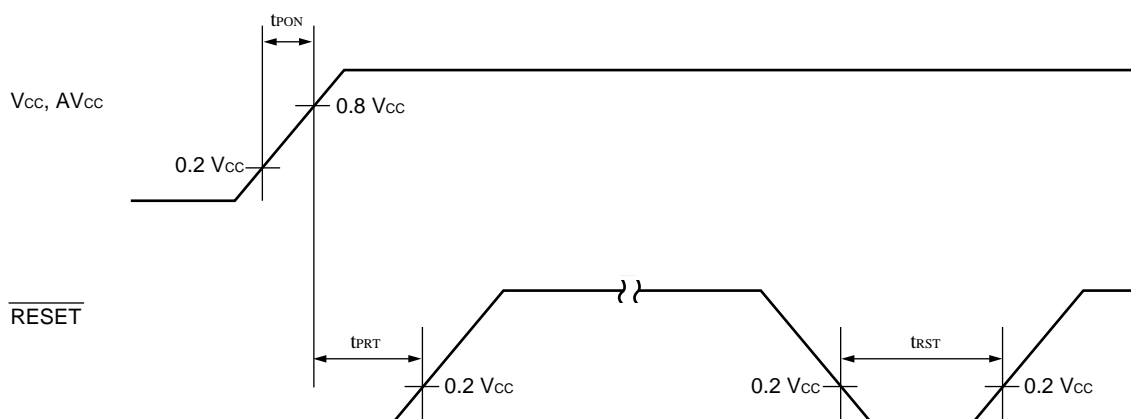 tPON
Vcc, AVcc
0.8 Vcc
0.2 Vcc
RESET
tPRT
tRST
0.2 Vcc
0.2 Vcc
0.2 Vcc